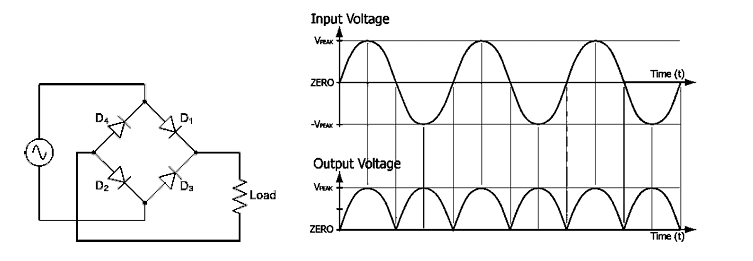 D₄
D₁
D₂
D₃
Load
Input Voltage
VPEAK
ZERO
Time (t)
-VPEAK
Output Voltage
VPEAK
ZERO
Time (t)